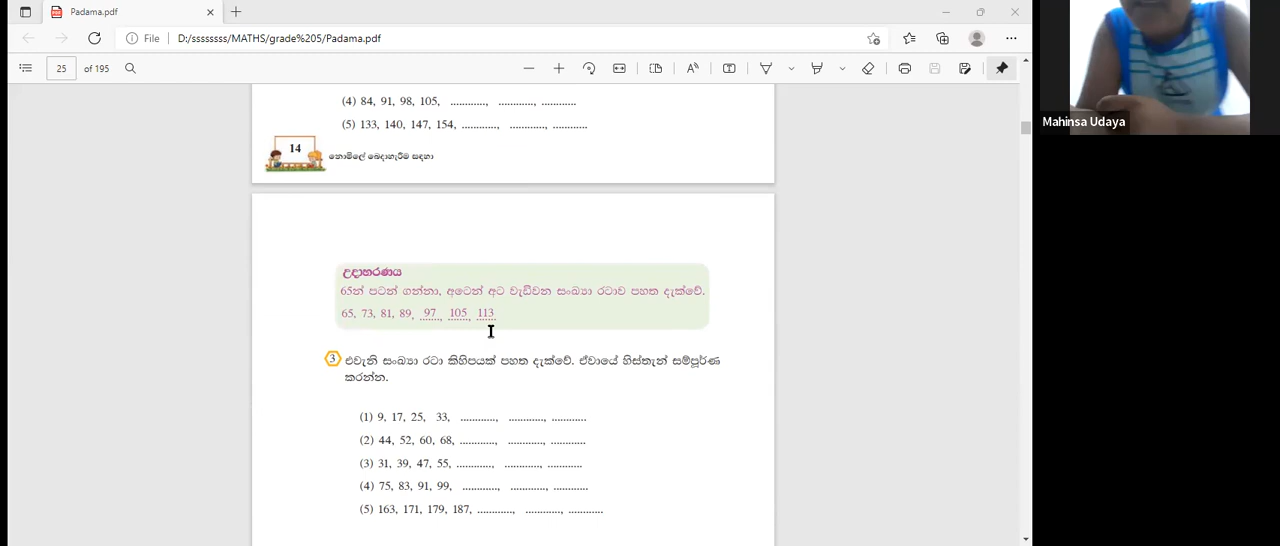 Padama.pdf
File D:/ssssssss/MATHS/grade%205/Padama.pdf
25 of 195
(4) 84, 91, 98, 105, ............, ............, ............
(5) 133, 140, 147, 154, ............, ............, ............
14
නොමිලේ බෙදාහැරීම සඳහා
උදාහරණය
65න් පටන් ගන්නා, අටෙන් අට වැඩිවන සංඛ්‍යා රටාව පහත දැක්වේ.
65, 73, 81, 89, 97, 105, 113
3 එවැනි සංඛ්‍යා රටා කිහිපයක් පහත දැක්වේ. ඒවායේ හිස්තැන් සම්පූර්ණ
කරන්න.
(1) 9, 17, 25, 33, ............, ............, ............
(2) 44, 52, 60, 68, ............, ............, ............
(3) 31, 39, 47, 55, ............, ............, ............
(4) 75, 83, 91, 99, ............, ............, ............
(5) 163, 171, 179, 187, ............, ............, ............
Mahinsa Udaya